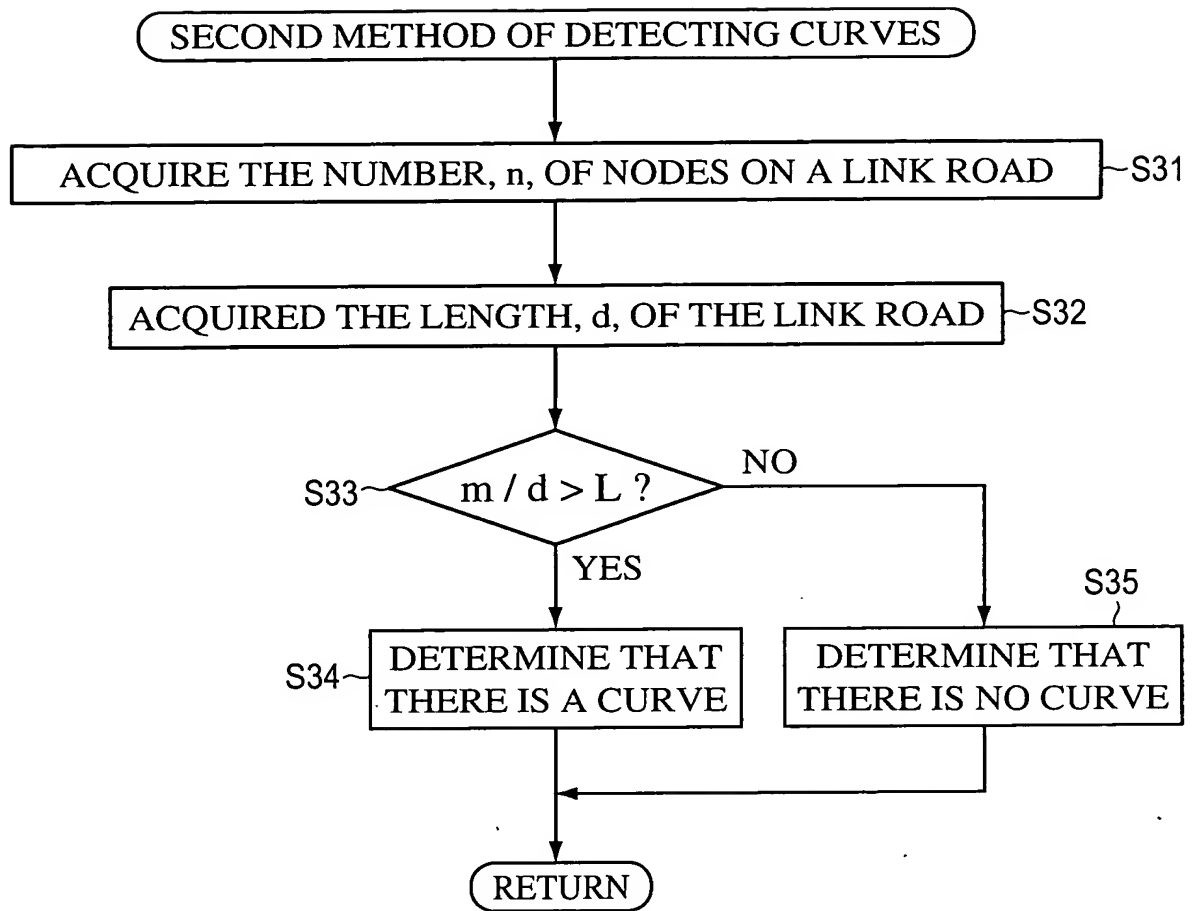 SECOND METHOD OF DETECTING CURVES
ACQUIRE THE NUMBER, n, OF NODES ON A LINK ROAD
S31
ACQUIRED THE LENGTH, d, OF THE LINK ROAD
S32
S33
m / d > L ?
NO
YES
S35
S34
DETERMINE THAT
THERE IS A CURVE
DETERMINE THAT
THERE IS NO CURVE
RETURN